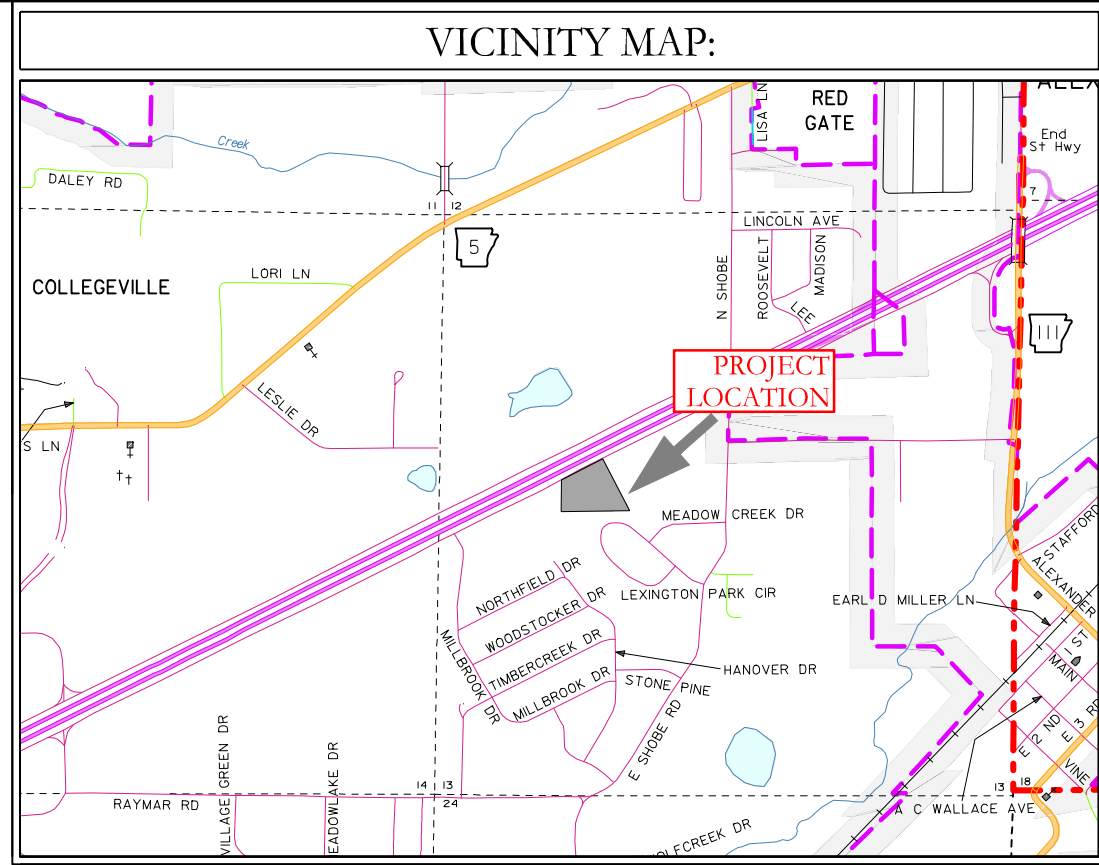 VICINITY MAP:
RED
GATE
LISA LN
End
St Hwy
Creek
DALEY RD
11
12
7
LINCOLN AVE
5
COLLEGEVILLE
LORI LN
N SHOBE
ROOSEVELT
MADISON
LEE
111
PROJECT
LOCATION
LESLIE DR
S LN
MEADOW CREEK DR
STAFFORD
ALEXANDER
NORTHFIELD DR
LEXINGTON PARK CIR
EARL D MILLER LN
WOODSTOCKER DR
I ST
MILLBROOK DR
TIMBERCREEK DR
HANOVER DR
MAIN
MILLBROOK DR
STONE PINE
E SHOBE RD
E 2 ND
E 3 RD
VILLAGE GREEN DR
EADOWLAKE DR
VINE
14
13
13
18
24
RAYMAR RD
A C WALLACE AVE
OLFCREEK DR